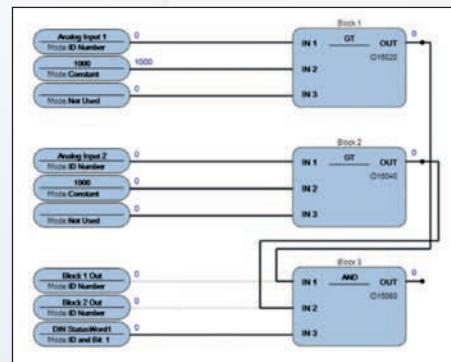 Block 1
Analog Input 1
Mode: ID Number
0
IN 1
GT
OUT
0
1000
Mode: Constant
1000
IN 2
O15020
Mode: Not Used
0
IN 3
Block 2
Analog Input 2
Mode: ID Number
0
IN 1
GT
OUT
0
1000
Mode: Constant
0
IN 2
O15040
Mode: Not Used
0
IN 3
Block 3
Block 1 Out
Mode: ID Number
0
IN 1
AND
OUT
0
Block 2 Out
Mode: ID Number
0
IN 2
O15060
DIN StatusWord1
Mode: ID and Bit 1
0
IN 3